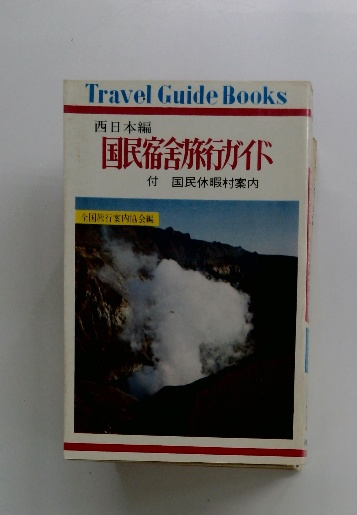 Travel Guide Books
西日本編
国民宿舎旅行ガイド
付 国民休暇村案内
全国旅行案内協会編